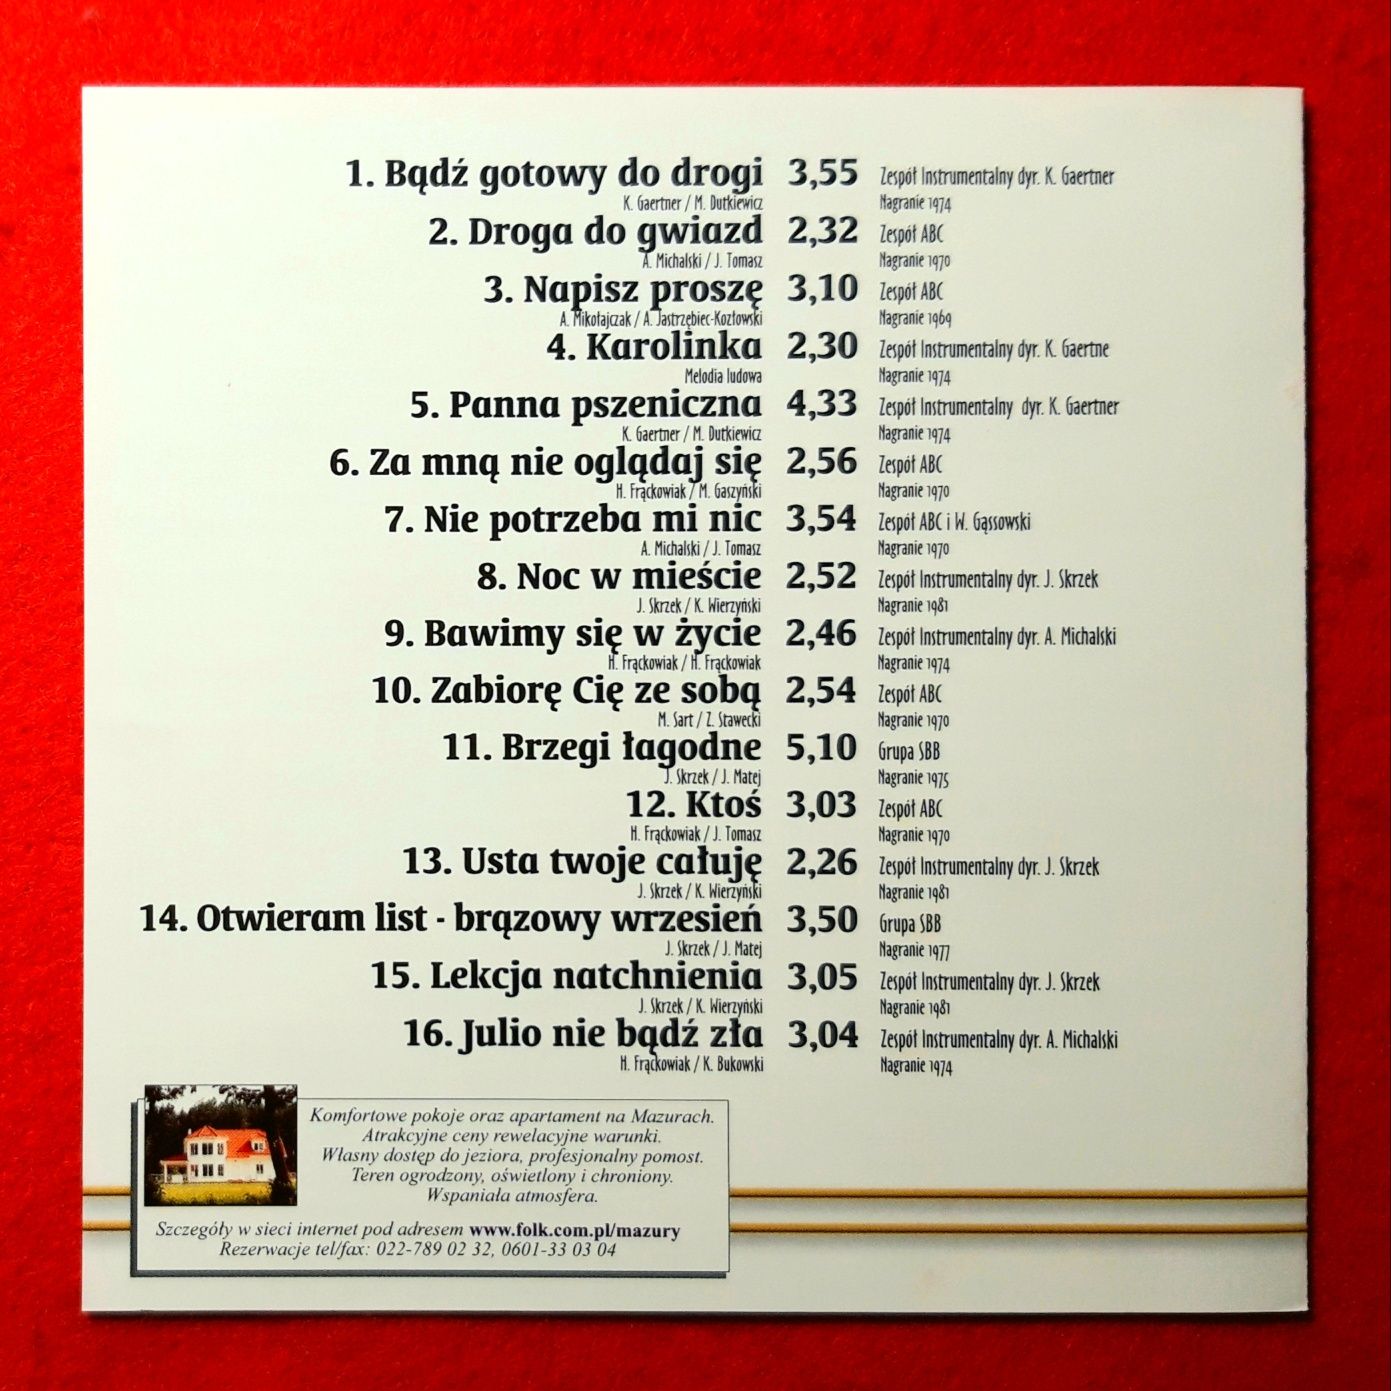 1. Bądź gotowy do drogi 3,55 Zespół Instrumentalny dyr. K. Gaertner
K. Gaertner / M. Dutkiewicz Nagranie 1974
2. Droga do gwiazd 2,32 Zespół ABC
A. Michalski / J. Tomasz Nagranie 1970
3. Napisz proszę 3,10 Zespół ABC
A. Mikołajczak / A. Jastrzębiec-Kozłowski Nagranie 1969
4. Karolinka 2,30 Zespół Instrumentalny dyr. K. Gaertne
Melodia ludowa Nagranie 1974
5. Panna pszeniczna 4,33 Zespół Instrumentalny dyr. K. Gaertner
K. Gaertner / M. Dutkiewicz Nagranie 1974
6. Za mną nie oglądaj się 2,56 Zespół ABC
H. Frąckowiak / M. Gaszyński Nagranie 1970
7. Nie potrzeba mi nic 3,54 Zespół ABC i W. Gąssowski
A. Michalski / J. Tomasz Nagranie 1970
8. Noc w mieście 2,52 Zespół Instrumentalny dyr. J. Skrzek
J. Skrzek / K. Wierzyński Nagranie 1981
9. Bawimy się w życie 2,46 Zespół Instrumentalny dyr. A. Michalski
H. Frąckowiak / H. Frąckowiak Nagranie 1974
10. Zabiorę Cię ze sobą 2,54 Zespół ABC
M. Sart / Z. Stawecki Nagranie 1970
11. Brzegi łagodne 5,10 Grupa SBB
J. Skrzek / J. Matej Nagranie 1975
12. Ktoś 3,03 Zespół ABC
H. Frąckowiak / J. Tomasz Nagranie 1970
13. Usta twoje całuję 2,26 Zespół Instrumentalny dyr. J. Skrzek
J. Skrzek / K. Wierzyński Nagranie 1981
14. Otwieram list - brązowy wrzesień 3,50 Grupa SBB
J. Skrzek / J. Matej Nagranie 1977
15. Lekcja natchnienia 3,05 Zespół Instrumentalny dyr. J. Skrzek
J. Skrzek / K. Wierzyński Nagranie 1981
16. Julio nie bądź zła 3,04 Zespół Instrumentalny dyr. A. Michalski
H. Frąckowiak / K. Bukowski Nagranie 1974
Komfortowe pokoje oraz apartament na Mazurach.
Atrakcyjne ceny rewelacyjne warunki.
Własny dostęp do jeziora, profesjonalny pomost.
Teren ogrodzony, oświetlony i chroniony.
Wspaniała atmosfera.
Szczegóły w sieci internet pod adresem www.folk.com.pl/mazury
Rezerwacje tel/fax: 022-789 02 32, 0601-33 03 04